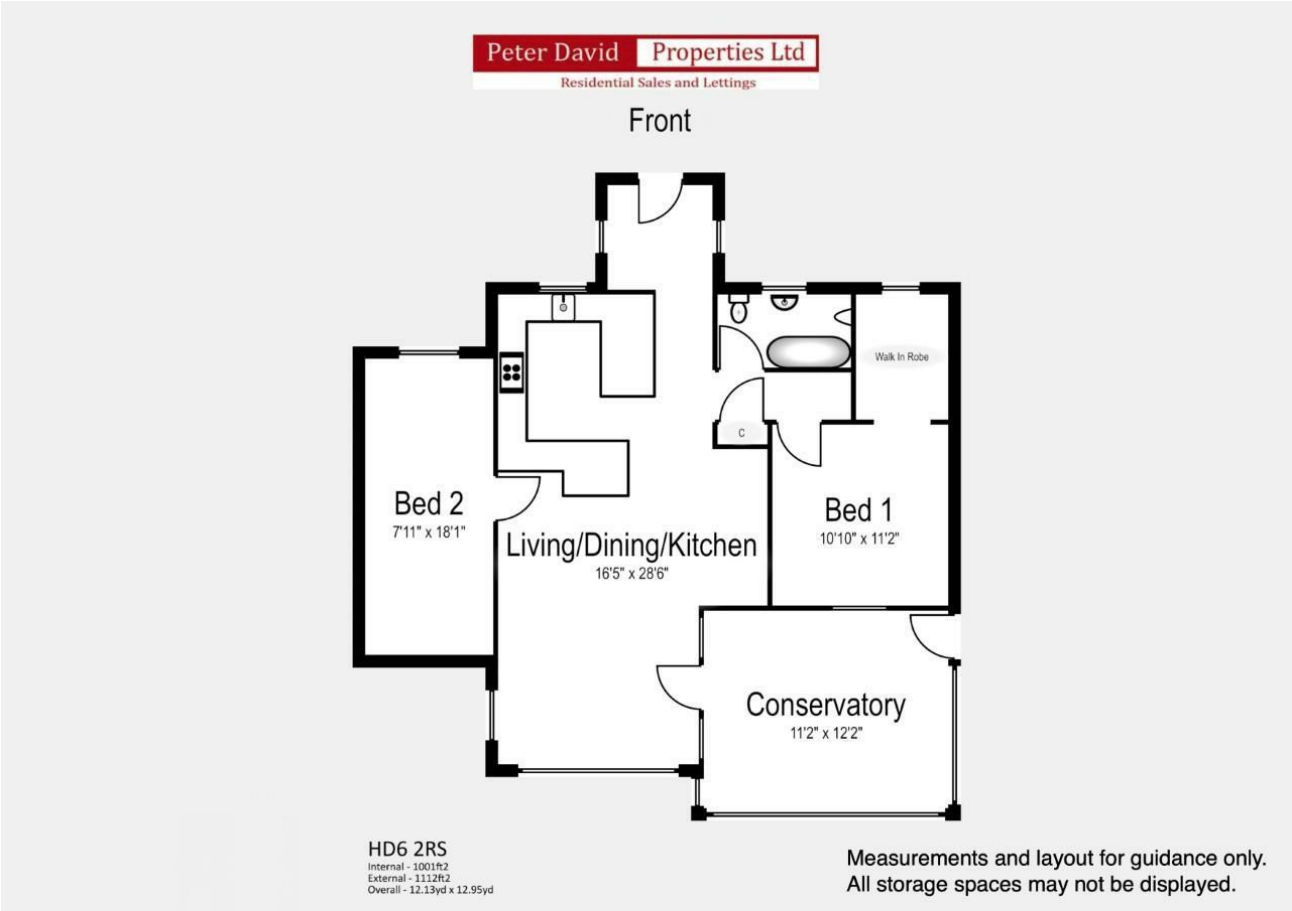 Peter David Properties Ltd
Residential Sales and Lettings
Front
Walk In Robe
C
Bed 2
7'11" x 18'1"
Bed 1
10'10" x 11'2"
Living/Dining/Kitchen
16'5" x 28'6"
Conservatory
11'2" x 12'2"
HD6 2RS
Internal - 1001ft2
External - 1112ft2
Overall - 12.13yd x 12.95yd
Measurements and layout for guidance only.
All storage spaces may not be displayed.